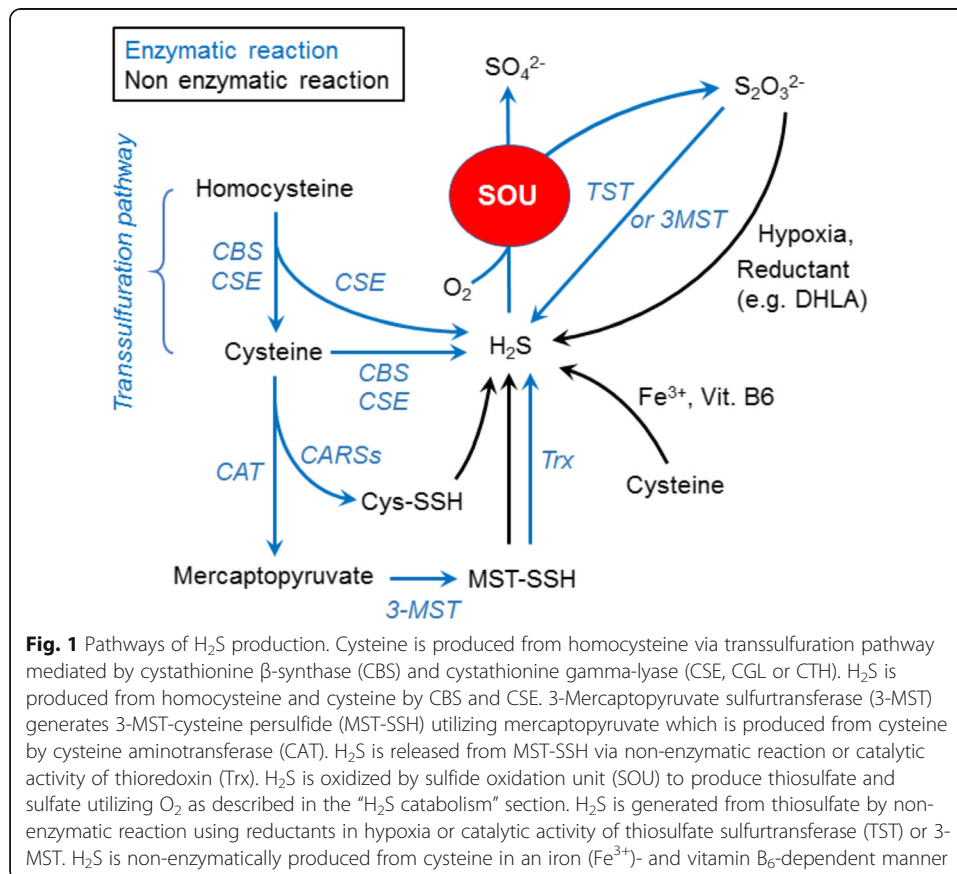 Enzymatic reaction
Non enzymatic reaction
SO₄²⁻
S₂O₃²⁻
Transsulfuration pathway
Homocysteine
SOU
TST
or 3MST
CBS
CSE
CSE
O₂
Hypoxia,
Reductant
(e.g. DHLA)
Cysteine
H₂S
CBS
CSE
Fe³⁺, Vit. B6
CAT
CARSs
Trx
Cys-SSH
Cysteine
Mercaptopyruvate
MST-SSH
3-MST
Fig. 1 Pathways of H₂S production. Cysteine is produced from homocysteine via transsulfuration pathway
mediated by cystathionine β-synthase (CBS) and cystathionine gamma-lyase (CSE, CGL or CTH). H₂S is
produced from homocysteine and cysteine by CBS and CSE. 3-Mercaptopyruvate sulfurtransferase (3-MST)
generates 3-MST-cysteine persulfide (MST-SSH) utilizing mercaptopyruvate which is produced from cysteine
by cysteine aminotransferase (CAT). H₂S is released from MST-SSH via non-enzymatic reaction or catalytic
activity of thioredoxin (Trx). H₂S is oxidized by sulfide oxidation unit (SOU) to produce thiosulfate and
sulfate utilizing O₂ as described in the “H₂S catabolism” section. H₂S is generated from thiosulfate by non-
enzymatic reaction using reductants in hypoxia or catalytic activity of thiosulfate sulfurtransferase (TST) or 3-
MST. H₂S is non-enzymatically produced from cysteine in an iron (Fe³⁺)- and vitamin B₆-dependent manner